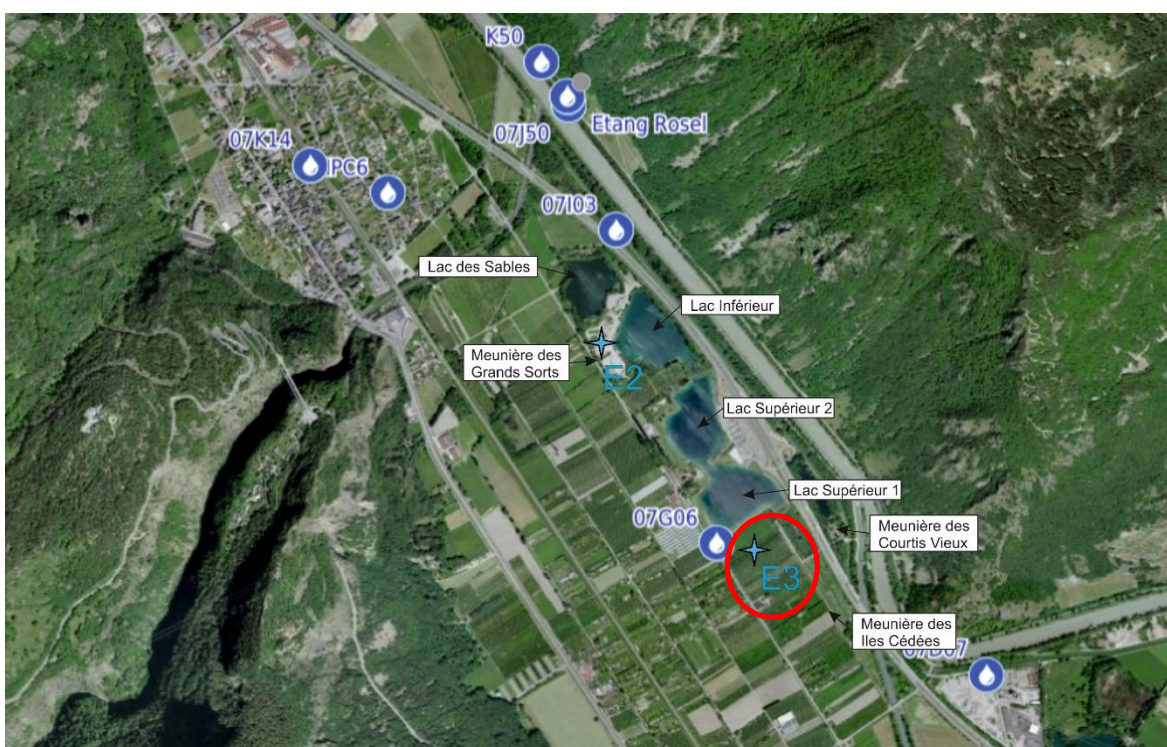 K50
07J50
Etang Rosel
07K14
IPC6
07I03
Lac des Sables
Lac Inférieur
Meunière des
Grands Sorts
E2
Lac Supérieur 2
Lac Supérieur 1
07G06
E3
Meunière des
Courtis Vieux
Meunière des
Iles Cédées
07D07